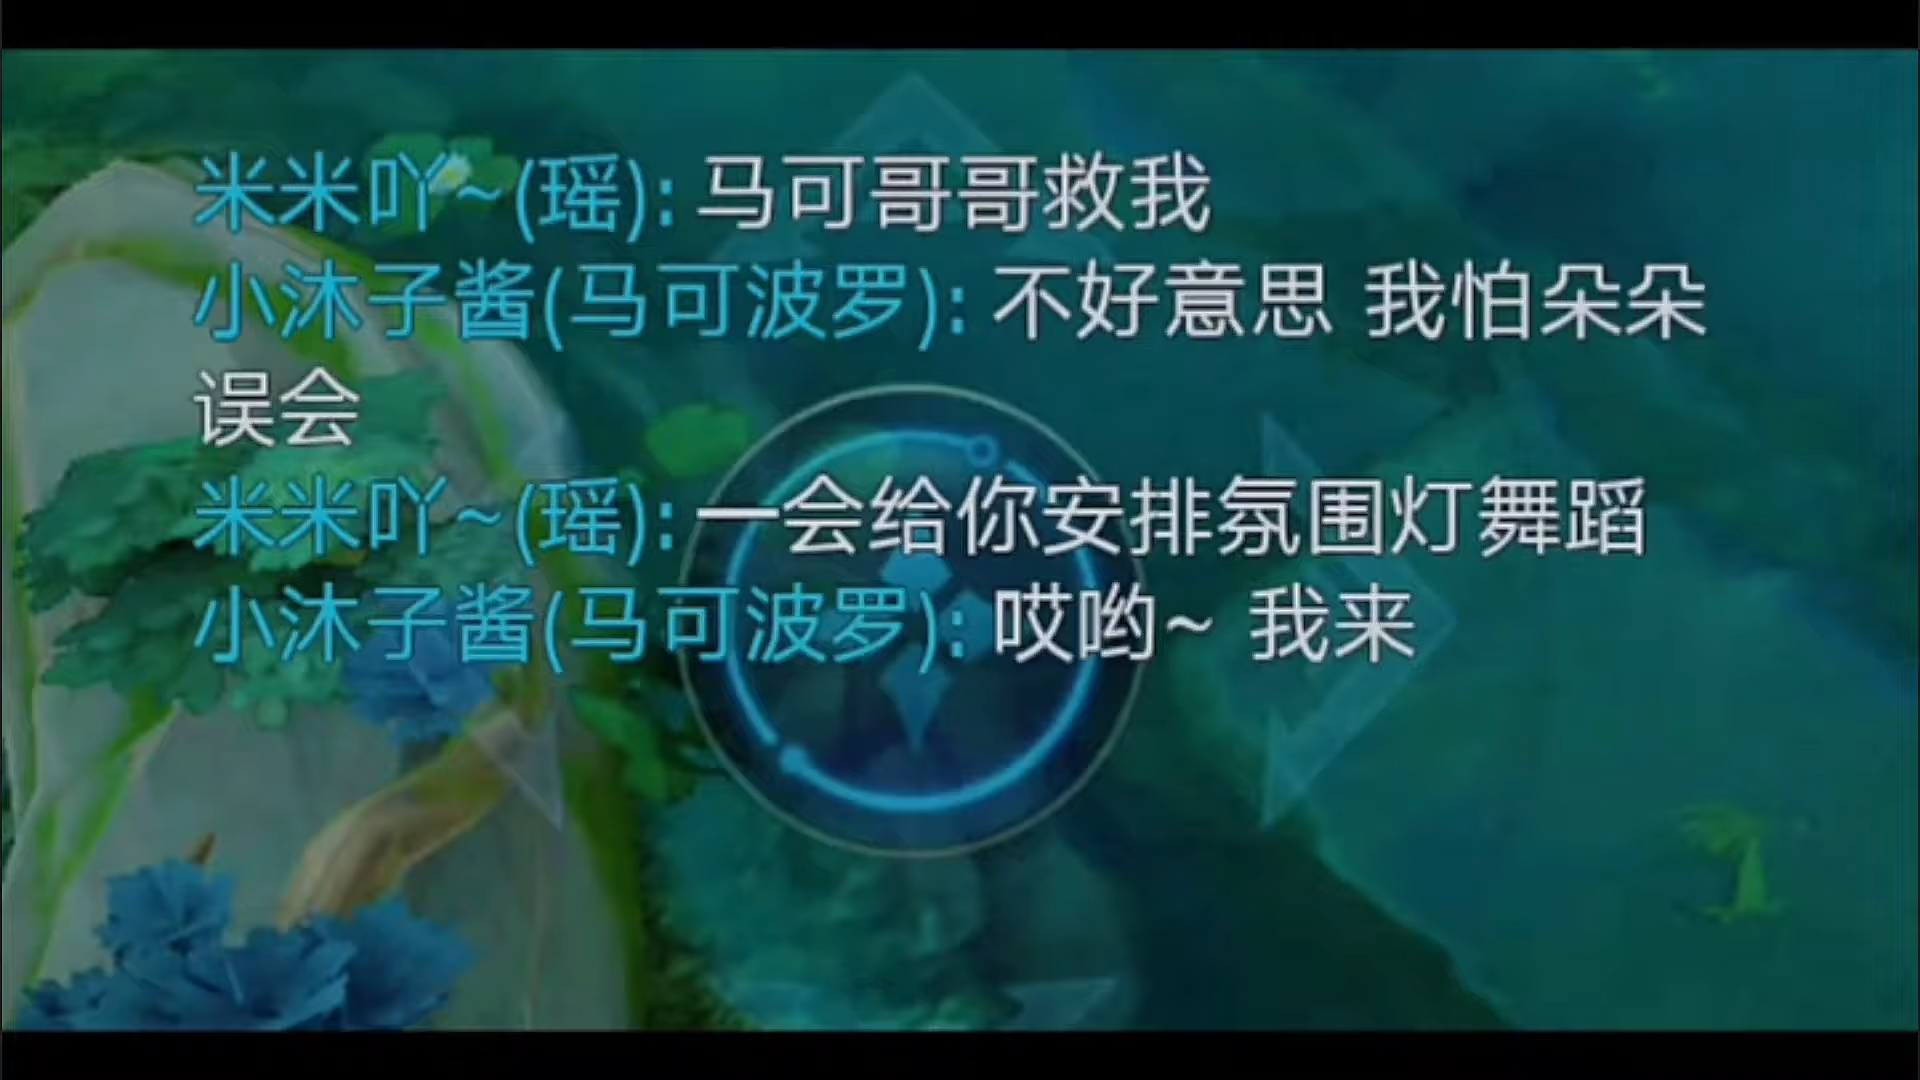 米米吖~(瑶): 马可哥哥救我
小沐子酱(马可波罗): 不好意思 我怕朵朵
误会
米米吖~(瑶): 一会给你安排氛围灯舞蹈
小沐子酱(马可波罗): 哎哟~ 我来